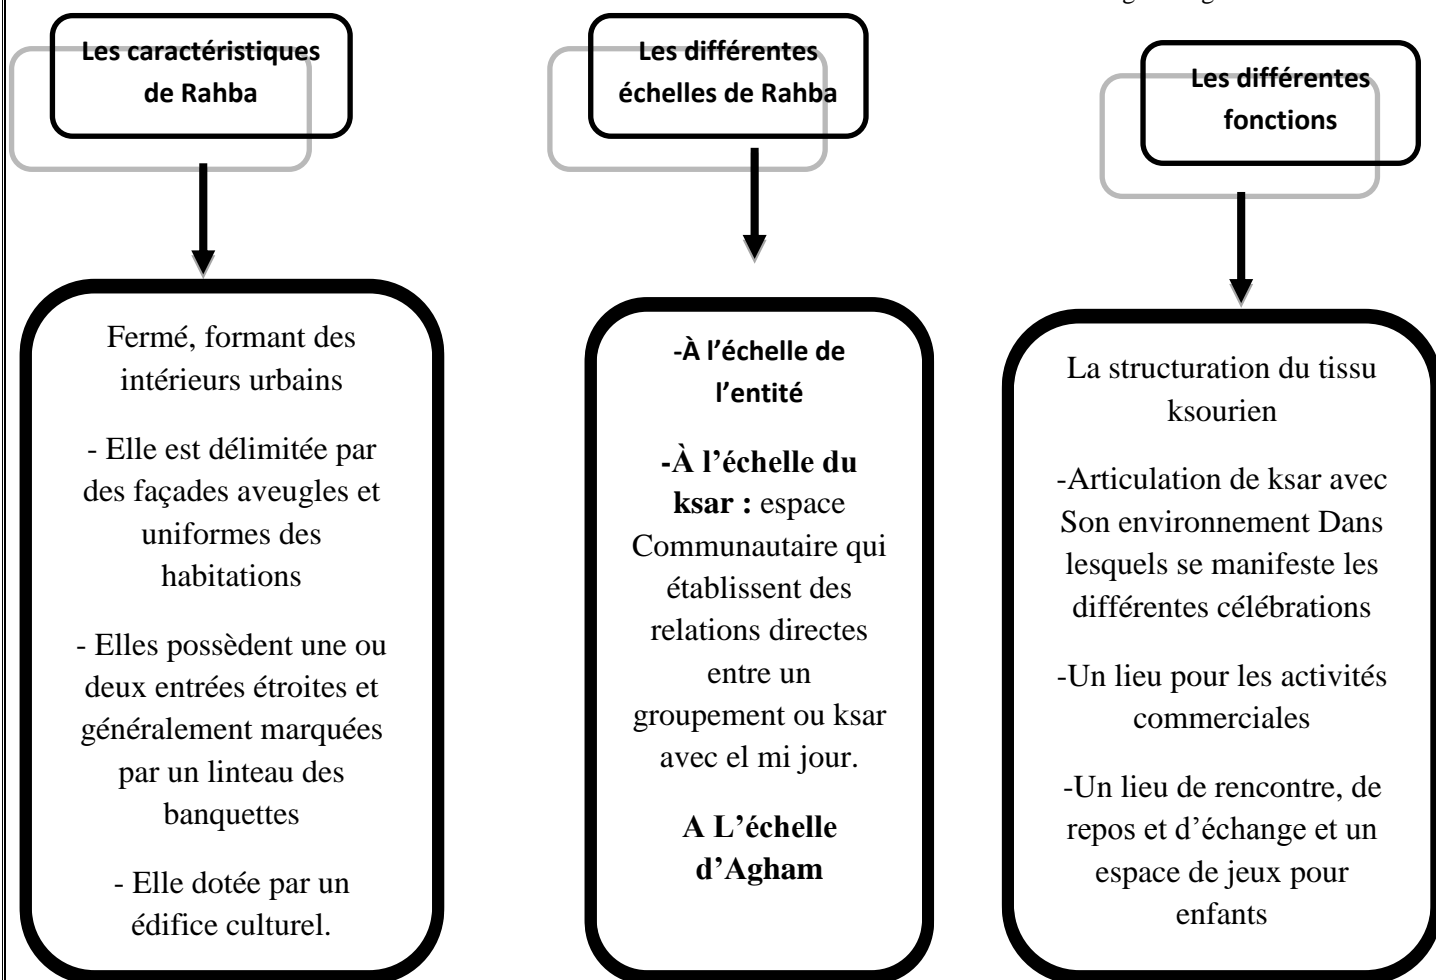 Les caractéristiques
de Rahba
Fermé, formant des
intérieurs urbains
- Elle est délimitée par
des façades aveugles et
uniformes des
habitations
- Elles possèdent une ou
deux entrées étroites et
généralement marquées
par un linteau des
banquettes
- Elle dotée par un
édifice culturel.
Les différentes
échelles de Rahba
-À l’échelle de
l’entité
-À l’échelle du
ksar : espace
Communautaire qui
établissent des
relations directes
entre un
groupement ou ksar
avec el mi jour.
A L’échelle
d’Agham
Les différentes
fonctions
La structuration du tissu
ksourien
-Articulation de ksar avec
Son environnement Dans
lesquels se manifeste les
différentes célébrations
-Un lieu pour les activités
commerciales
-Un lieu de rencontre, de
repos et d’échange et un
espace de jeux pour
enfants